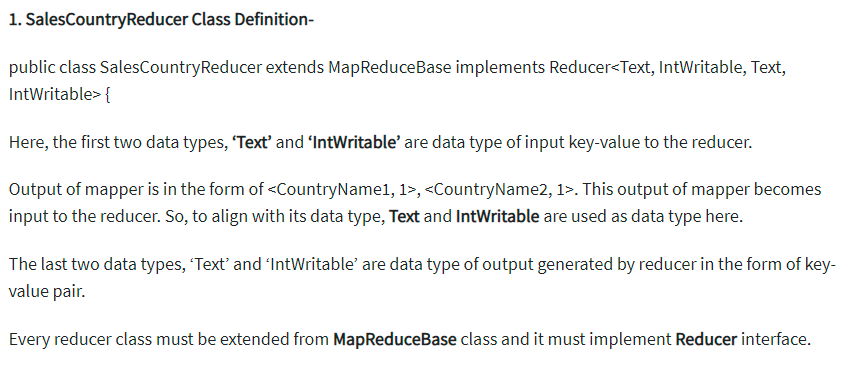 1. SalesCountryReducer Class Definition-
public class SalesCountryReducer extends MapReduceBase implements Reducer<Text, IntWritable, Text,
IntWritable> {
Here, the first two data types, ‘Text’ and ‘IntWritable’ are data type of input key-value to the reducer.
Output of mapper is in the form of <CountryName1, 1>, <CountryName2, 1>. This output of mapper becomes
input to the reducer. So, to align with its data type, Text and IntWritable are used as data type here.
The last two data types, ‘Text’ and ‘IntWritable’ are data type of output generated by reducer in the form of key-
value pair.
Every reducer class must be extended from MapReduceBase class and it must implement Reducer interface.